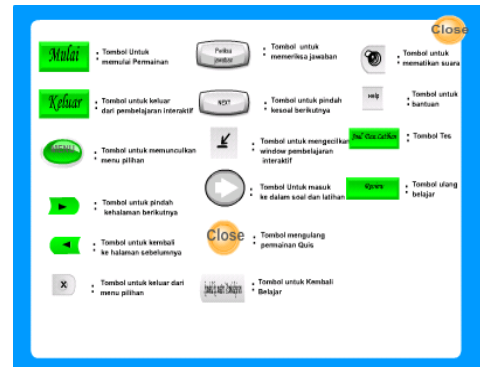 Close
Mulai
: Tombol Untuk
memulai Permainan
Keluar
: Tombol untuk keluar
dari pembelajaran interaktif
: Tombol untuk memunculkan
menu pilihan
: Tombol untuk pindah
kehalaman berikutnya
: Tombol untuk kembali
ke halaman sebelumnya
X
: Tombol untuk keluar dari
menu pilihan
Periksa
jawaban
: Tombol untuk
memeriksa jawaban
NEXT
: Tombol untuk pindah
kesoal berikutnya
: Tombol untuk mengecilkan
window pembelajaran
interaktif
: Tombol Untuk masuk
ke dalam soal dan latihan
Close
: Tombol mengulang
permainan Quis
: Tombol untuk Kembali
Belajar
: Tombol untuk
mematikan suara
Help
: Tombol untuk
bantuan
: Tombol Tes
: Tombol ulang
belajar